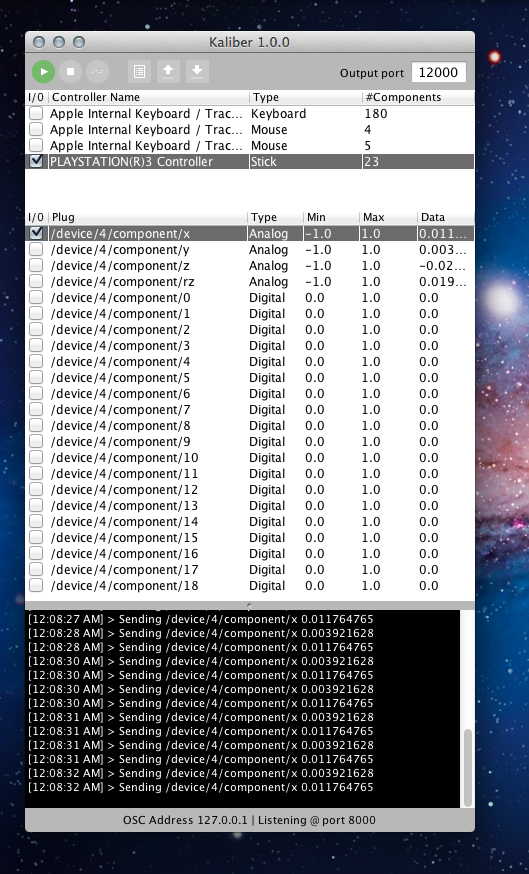 Kaliber 1.0.0
Output port 12000
I/0 Controller Name Type #Components
Apple Internal Keyboard / Trac... Keyboard 180
Apple Internal Keyboard / Trac... Mouse 4
Apple Internal Keyboard / Trac... Mouse 5
PLAYSTATION(R)3 Controller Stick 23
I/0 Plug Type Min Max Data
/device/4/component/x Analog -1.0 1.0 0.011...
/device/4/component/y Analog -1.0 1.0 0.003...
/device/4/component/z Analog -1.0 1.0 -0.02...
/device/4/component/rz Analog -1.0 1.0 0.019...
/device/4/component/0 Digital 0.0 1.0 0.0
/device/4/component/1 Digital 0.0 1.0 0.0
/device/4/component/2 Digital 0.0 1.0 0.0
/device/4/component/3 Digital 0.0 1.0 0.0
/device/4/component/4 Digital 0.0 1.0 0.0
/device/4/component/5 Digital 0.0 1.0 0.0
/device/4/component/6 Digital 0.0 1.0 0.0
/device/4/component/7 Digital 0.0 1.0 0.0
/device/4/component/8 Digital 0.0 1.0 0.0
/device/4/component/9 Digital 0.0 1.0 0.0
/device/4/component/10 Digital 0.0 1.0 0.0
/device/4/component/11 Digital 0.0 1.0 0.0
/device/4/component/12 Digital 0.0 1.0 0.0
/device/4/component/13 Digital 0.0 1.0 0.0
/device/4/component/14 Digital 0.0 1.0 0.0
/device/4/component/15 Digital 0.0 1.0 0.0
/device/4/component/16 Digital 0.0 1.0 0.0
/device/4/component/17 Digital 0.0 1.0 0.0
/device/4/component/18 Digital 0.0 1.0 0.0
[12:08:27 AM] > Sending /device/4/component/x 0.011764765
[12:08:28 AM] > Sending /device/4/component/x 0.003921628
[12:08:28 AM] > Sending /device/4/component/x 0.011764765
[12:08:30 AM] > Sending /device/4/component/x 0.003921628
[12:08:30 AM] > Sending /device/4/component/x 0.011764765
[12:08:30 AM] > Sending /device/4/component/x 0.003921628
[12:08:30 AM] > Sending /device/4/component/x 0.011764765
[12:08:31 AM] > Sending /device/4/component/x 0.003921628
[12:08:31 AM] > Sending /device/4/component/x 0.011764765
[12:08:31 AM] > Sending /device/4/component/x 0.003921628
[12:08:31 AM] > Sending /device/4/component/x 0.011764765
[12:08:32 AM] > Sending /device/4/component/x 0.003921628
[12:08:32 AM] > Sending /device/4/component/x 0.011764765
OSC Address 127.0.0.1 | Listening @ port 8000